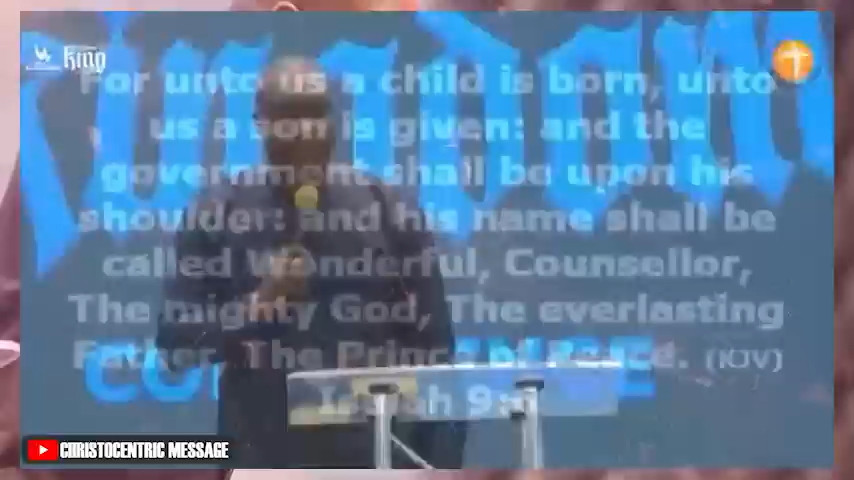 King
Kingdom
For unto us a child is born, unto
us a son is given: and the
government shall be upon his
shoulder: and his name shall be
called Wonderful, Counsellor,
The mighty God, The everlasting
Father, The Prince of Peace. (KJV)
Isaiah 9:6
CHRISTOCENTRIC MESSAGE